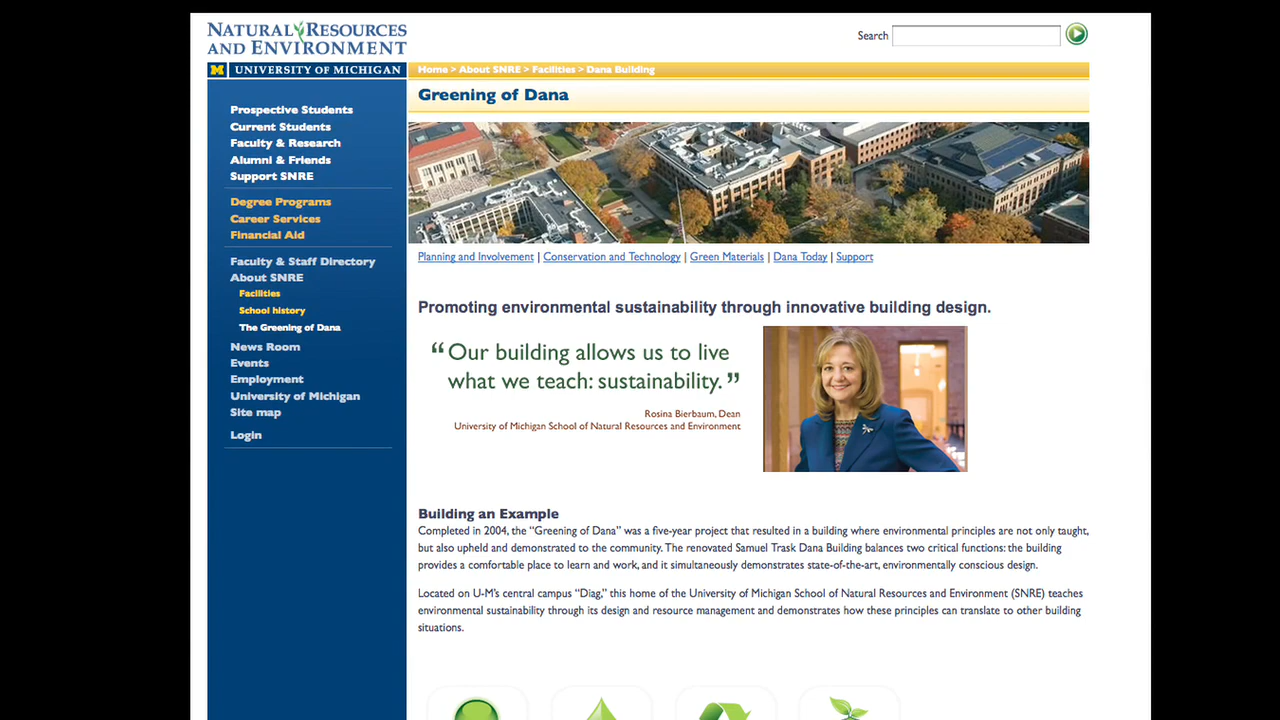 NATURAL RESOURCES
AND ENVIRONMENT
Search
M UNIVERSITY OF MICHIGAN
Home > About SNRE > Facilities > Dana Building
Greening of Dana
Prospective Students
Current Students
Faculty & Research
Alumni & Friends
Support SNRE
Degree Programs
Career Services
Financial Aid
Faculty & Staff Directory
About SNRE
Facilities
School history
The Greening of Dana
News Room
Events
Employment
University of Michigan
Site map
Login
Planning and Involvement | Conservation and Technology | Green Materials | Dana Today | Support
Promoting environmental sustainability through innovative building design.
“Our building allows us to live
what we teach: sustainability.”
Rosina Bierbaum, Dean
University of Michigan School of Natural Resources and Environment
Building an Example
Completed in 2004, the “Greening of Dana” was a five-year project that resulted in a building where environmental principles are not only taught,
but also upheld and demonstrated to the community. The renovated Samuel Trask Dana Building balances two critical functions: the building
provides a comfortable place to learn and work, and it simultaneously demonstrates state-of-the-art, environmentally conscious design.
Located on U-M’s central campus “Diag,” this home of the University of Michigan School of Natural Resources and Environment (SNRE) teaches
environmental sustainability through its design and resource management and demonstrates how these principles can translate to other building
situations.